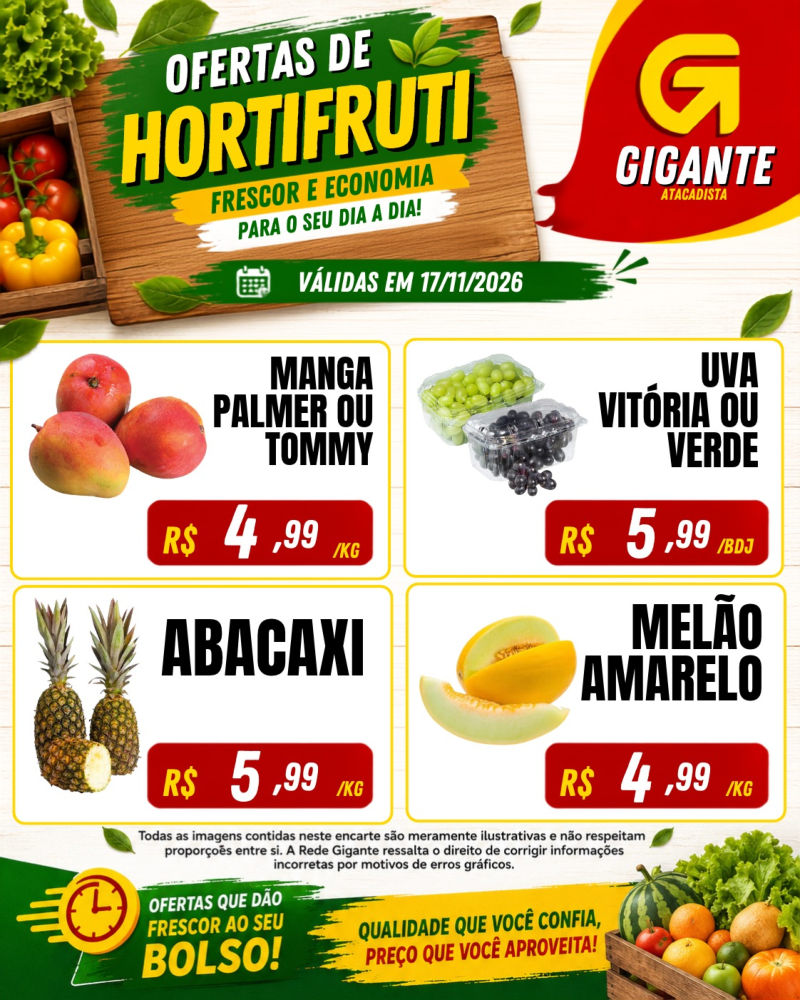 OFERTAS DE
HORTIFRUTI
FRESCOR E ECONOMIA
PARA O SEU DIA A DIA!
G
GIGANTE
ATACADISTA
VÁLIDAS EM 17/11/2026
MANGA
PALMER OU
TOMMY
R$ 4,99 /KG
UVA
VITÓRIA OU
VERDE
R$ 5,99 /BDJ
ABACAXI
R$ 5,99 /KG
MELÃO
AMARELO
R$ 4,99 /KG
Todas as imagens contidas neste encarte são meramente ilustrativas e não respeitam
proporções entre si. A Rede Gigante ressalta o direito de corrigir informações
incorretas por motivos de erros gráficos.
OFERTAS QUE DÃO
FRESCOR AO SEU
BOLSO!
QUALIDADE QUE VOCÊ CONFIA,
PREÇO QUE VOCÊ APROVEITA!